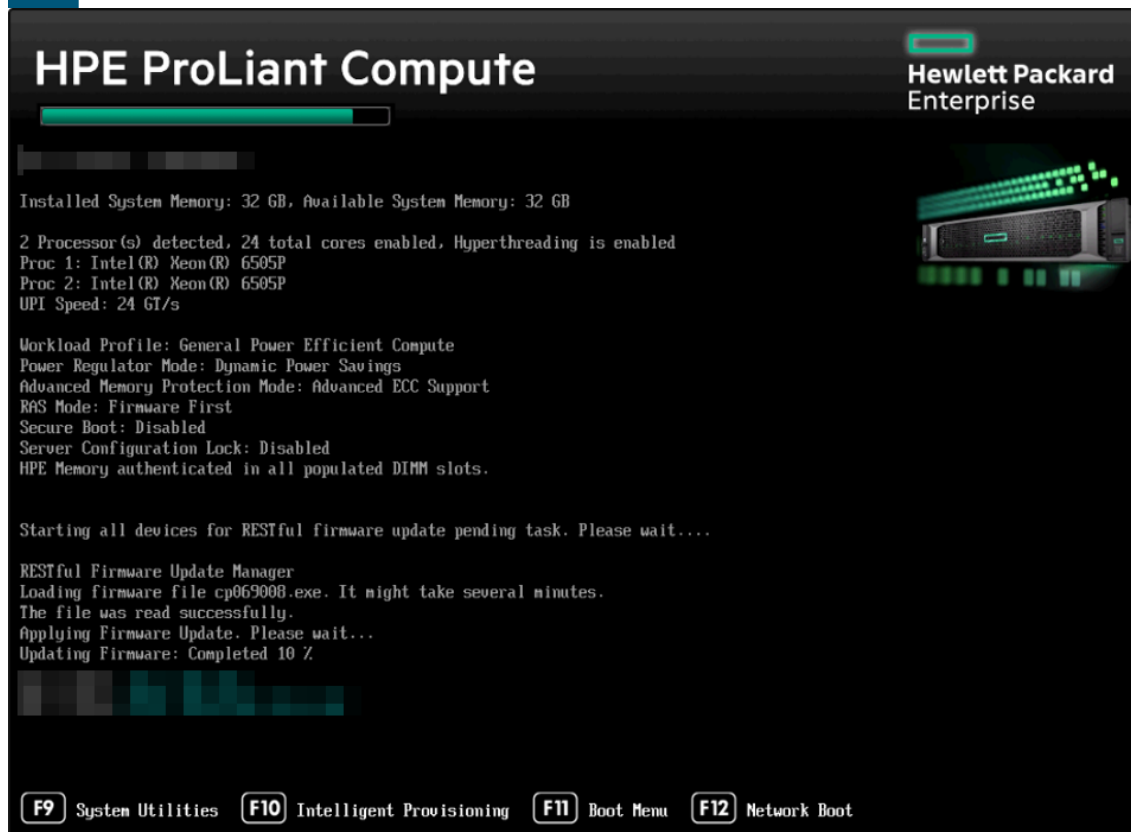 HPE ProLiant Compute
Hewlett Packard
Enterprise
Installed System Memory: 32 GB, Available System Memory: 32 GB
2 Processor(s) detected, 24 total cores enabled, Hyperthreading is enabled
Proc 1: Intel(R) Xeon(R) 6505P
Proc 2: Intel(R) Xeon(R) 6505P
UPI Speed: 24 GT/s
Workload Profile: General Power Efficient Compute
Power Regulator Mode: Dynamic Power Savings
Advanced Memory Protection Mode: Advanced ECC Support
RAS Mode: Firmware First
Secure Boot: Disabled
Server Configuration Lock: Disabled
HPE Memory authenticated in all populated DIMM slots.
Starting all devices for RESTful firmware update pending task. Please wait....
RESTful Firmware Update Manager
Loading firmware file cp069008.exe. It might take several minutes.
The file was read successfully.
Applying Firmware Update. Please wait...
Updating Firmware: Completed 10 %
F9 System Utilities F10 Intelligent Provisioning F11 Boot Menu F12 Network Boot